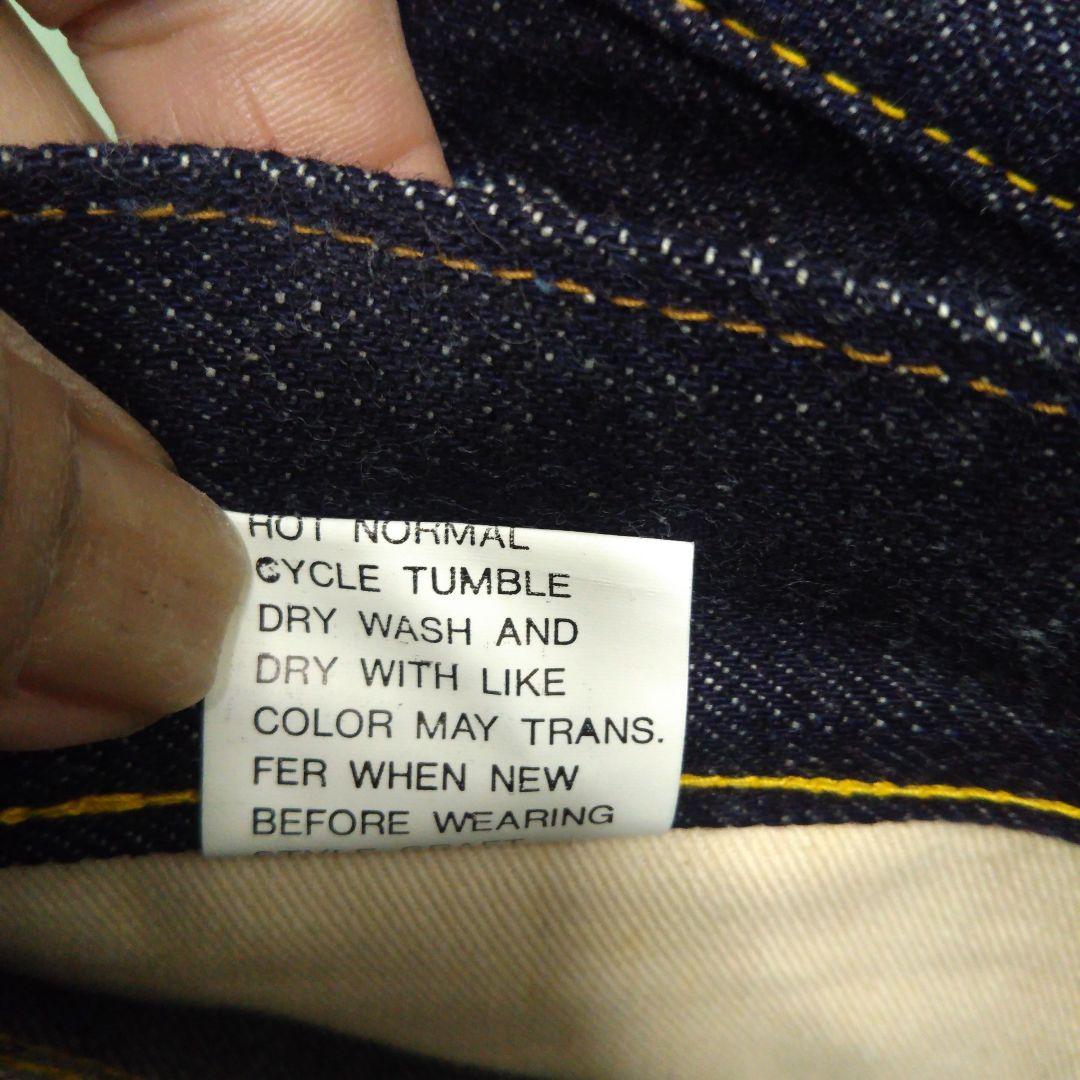 HOT NORMAL
CYCLE TUMBLE
DRY WASH AND
DRY WITH LIKE
COLOR MAY TRANS.
FER WHEN NEW
BEFORE WEARING